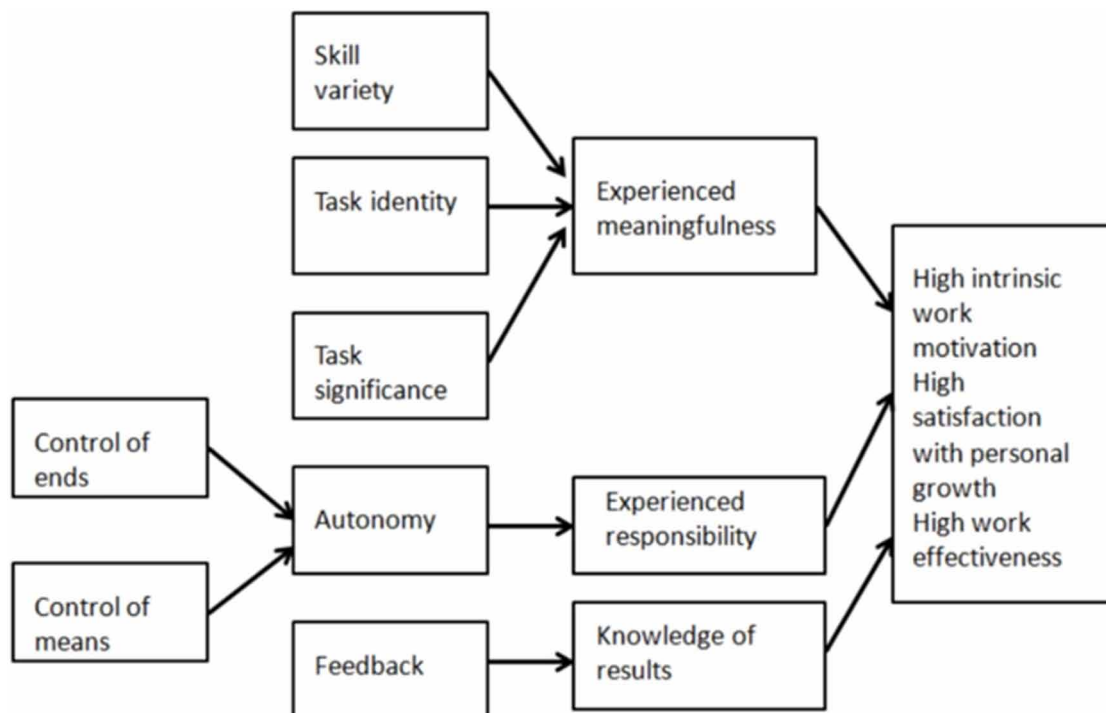 Skill
variety
Task identity
Task
significance
Control of
ends
Control of
means
Autonomy
Feedback
Experienced
meaningfulness
Experienced
responsibility
Knowledge of
results
High intrinsic
work
motivation
High
satisfaction
with personal
growth
High work
effectiveness